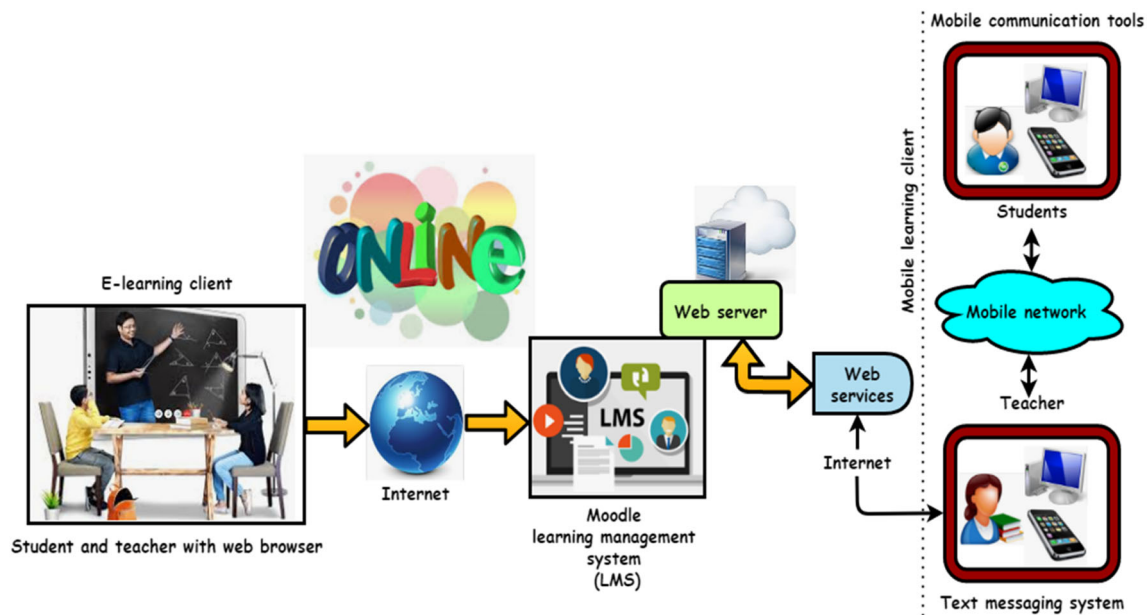 Mobile communication tools
Students
Mobile network
Teacher
Text messaging system
Mobile learning client
ONLiNe
E-learning client
Student and teacher with web browser
Internet
LMS
Moodle
learning management
system
(LMS)
Web server
Web
services
Internet